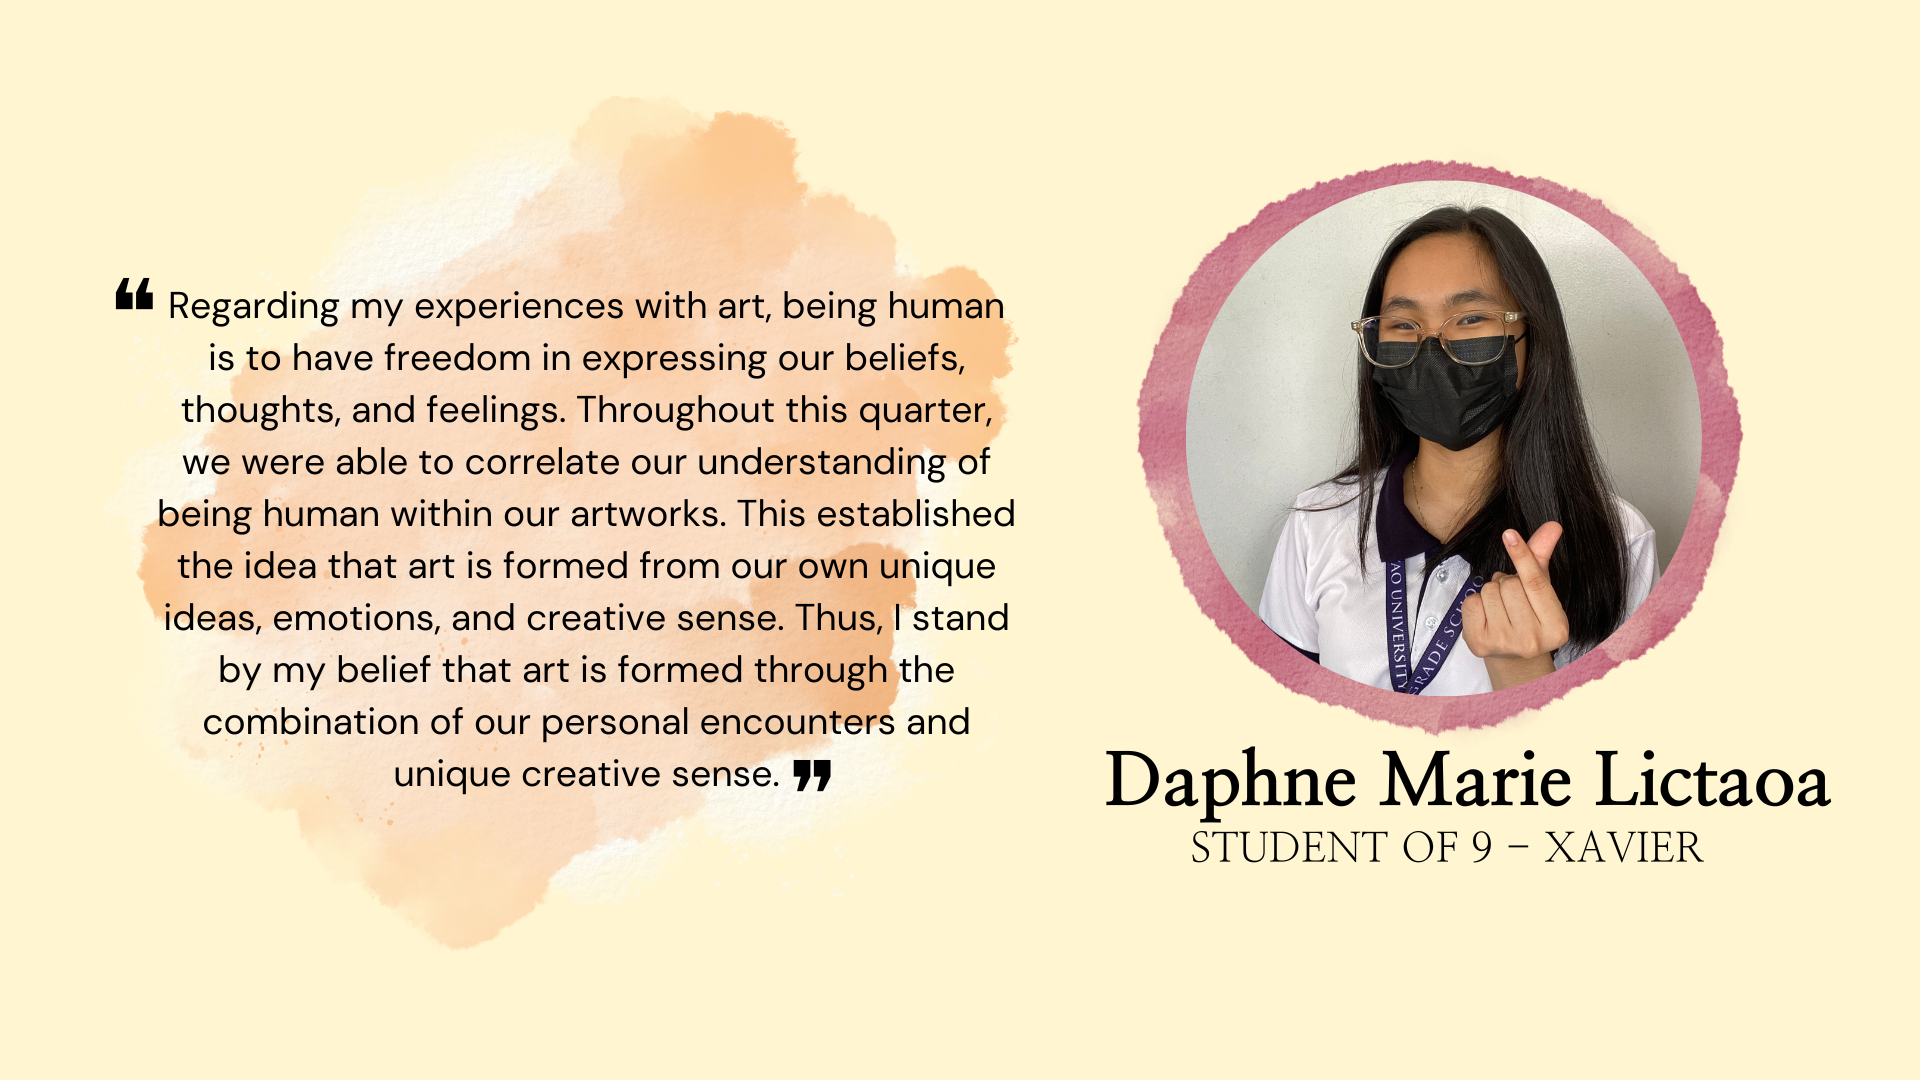 ❝ Regarding my experiences with art, being human
is to have freedom in expressing our beliefs,
thoughts, and feelings. Throughout this quarter,
we were able to correlate our understanding of
being human within our artworks. This established
the idea that art is formed from our own unique
ideas, emotions, and creative sense. Thus, I stand
by my belief that art is formed through the
combination of our personal encounters and
unique creative sense. ❞
AO UNIVERSITY
GRADE SCHOO
Daphne Marie Lictaoa
STUDENT OF 9 – XAVIER